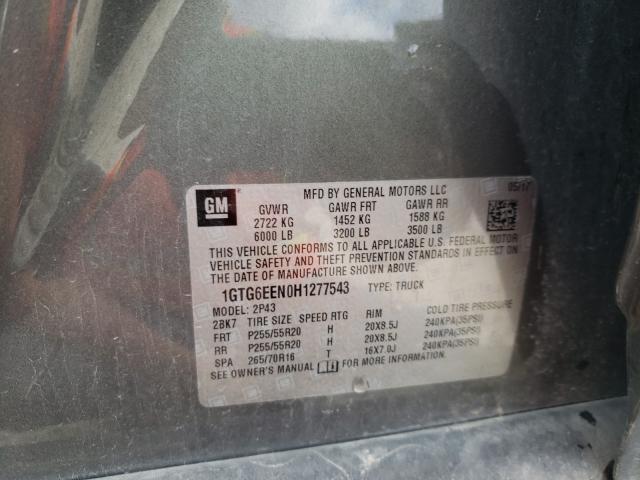 GM
MFD BY GENERAL MOTORS LLC
05/17
GVWR GAWR FRT GAWR RR
2722 KG 1452 KG 1588 KG
6000 LB 3200 LB 3500 LB
THIS VEHICLE CONFORMS TO ALL APPLICABLE U.S. FEDERAL MOTOR
VEHICLE SAFETY AND THEFT PREVENTION STANDARDS IN EFFECT ON
THE DATE OF MANUFACTURE SHOWN ABOVE.
1GTG6EEN0H1277543 TYPE: TRUCK
MODEL: 2P43
2BK7 TIRE SIZE SPEED RTG RIM COLD TIRE PRESSURE
FRT P255/55R20 H 20X8.5J 240KPA(35PSI)
RR P255/55R20 H 20X8.5J 240KPA(35PSI)
SPA 265/70R16 T 16X7.0J 240KPA(35PSI)
SEE OWNER'S MANUAL FOR MORE INFORMATION.